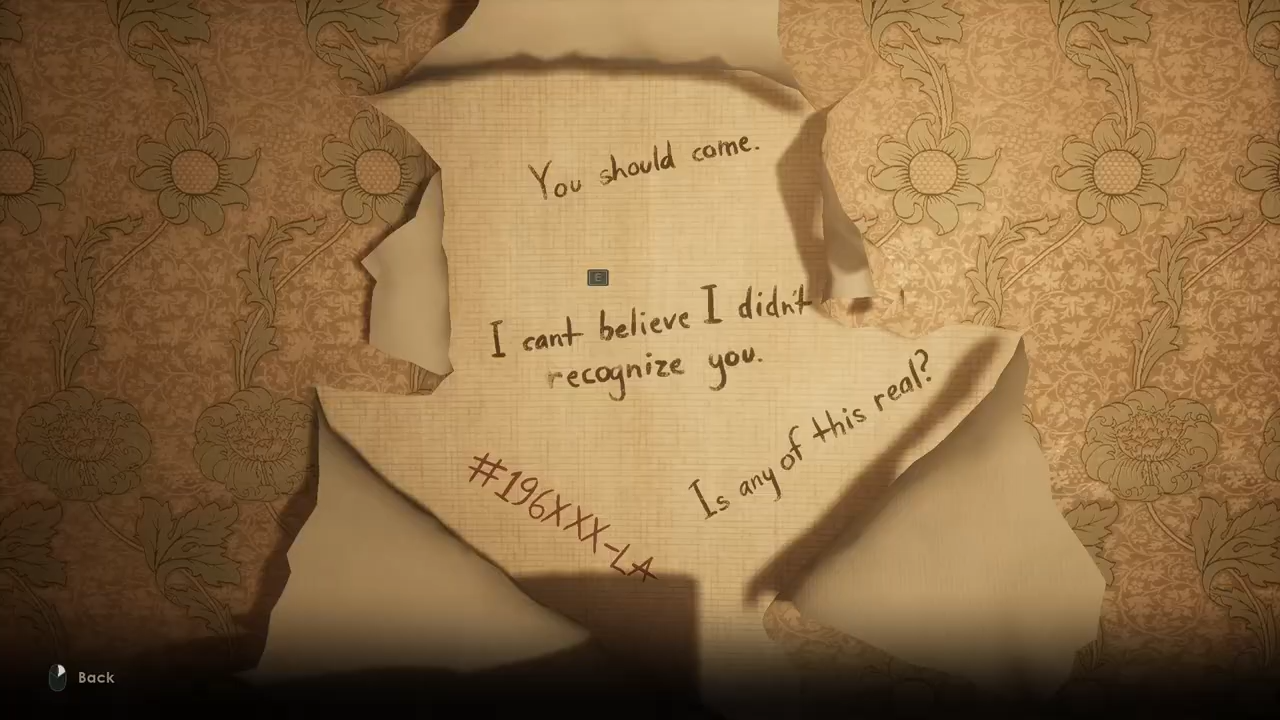 You should come.
E
I cant believe I didn't
recognize you.
Is any of this real?
#196XXX-LA
Back